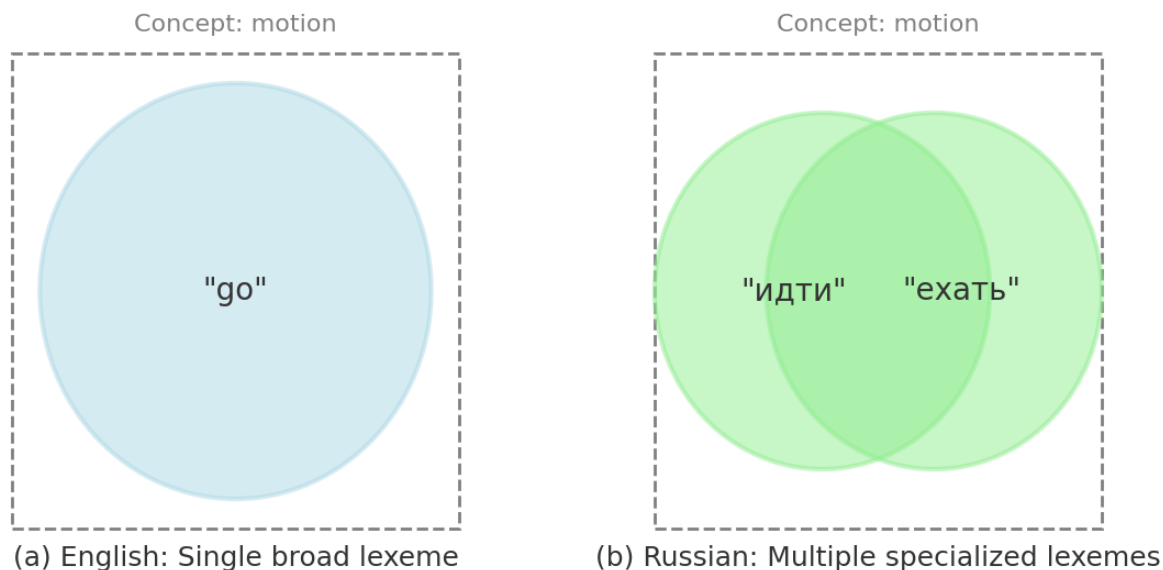 Concept: motion
"go"
(a) English: Single broad lexeme
Concept: motion
"идти"
"ехать"
(b) Russian: Multiple specialized lexemes